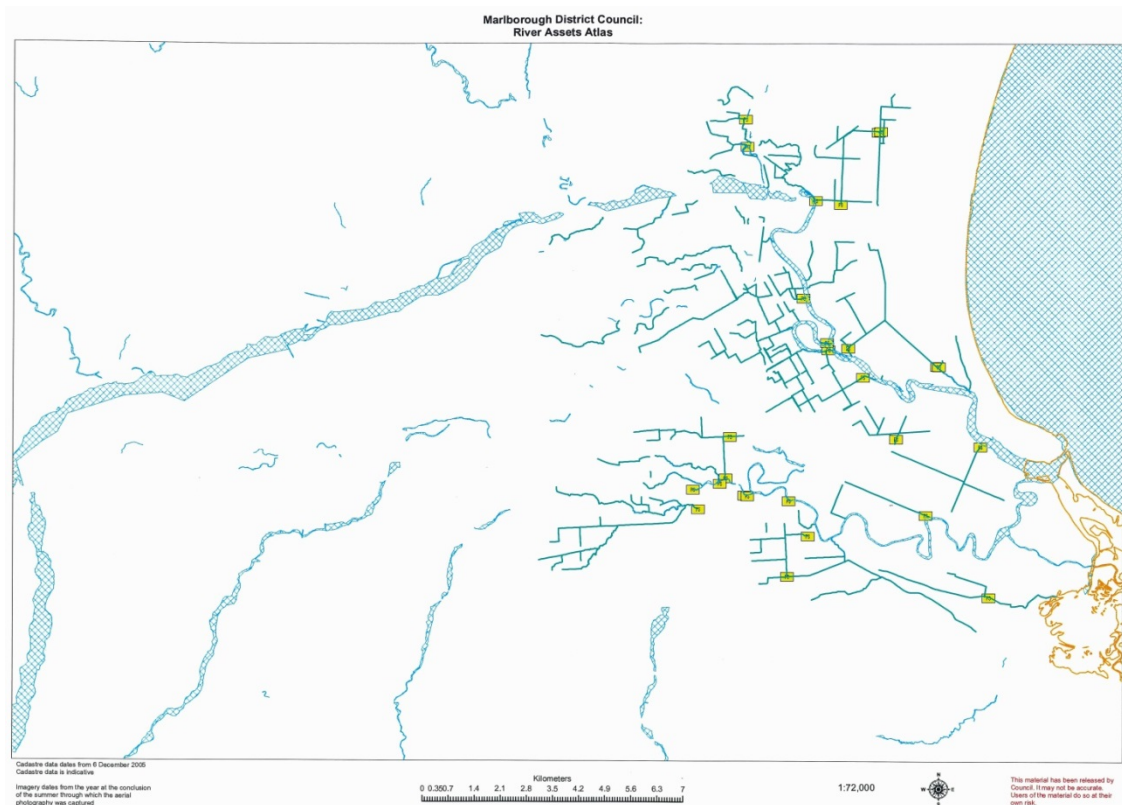 Marlborough District Council:
River Assets Atlas
Cadastre data dates from 6 December 2005
Cadastre data is indicative
Imagery dates from the year at the conclusion
of the summer through which the aerial
photography was captured
Kilometers
0 0.350.7 1.4 2.1 2.8 3.5 4.2 4.9 5.6 6.3 7
1:72,000
N
W E
S
This material has been released by
Council. It may not be accurate.
Users of the material do so at their
own risk.